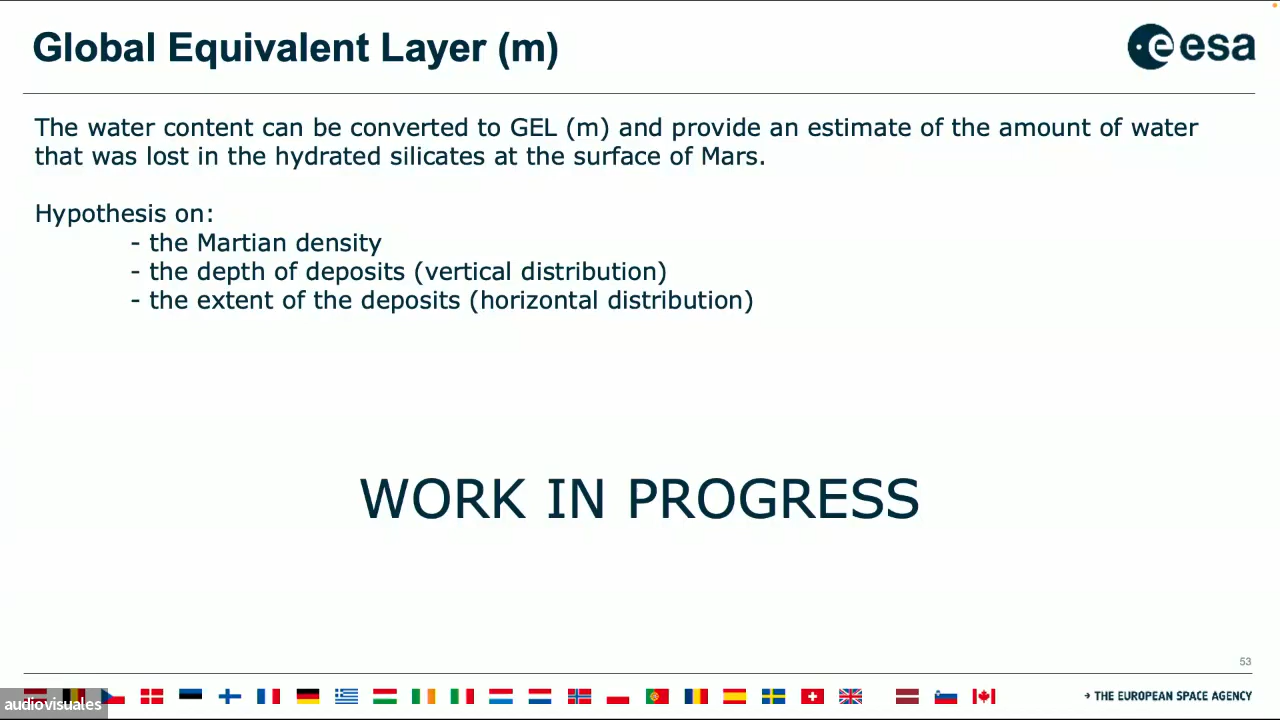 Global Equivalent Layer (m)
esa
The water content can be converted to GEL (m) and provide an estimate of the amount of water
that was lost in the hydrated silicates at the surface of Mars.
Hypothesis on:
- the Martian density
- the depth of deposits (vertical distribution)
- the extent of the deposits (horizontal distribution)
WORK IN PROGRESS
53
audiovisuales
→ THE EUROPEAN SPACE AGENCY